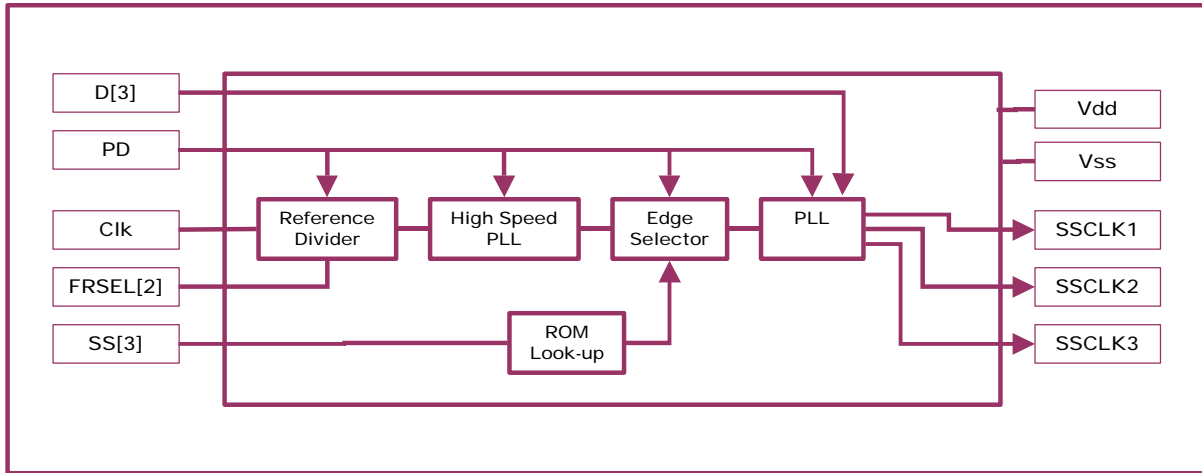 D[3]
PD
Clk
FRSEL[2]
SS[3]
Reference
Divider
High Speed
PLL
Edge
Selector
PLL
ROM
Look-up
Vdd
Vss
SSCLK1
SSCLK2
SSCLK3